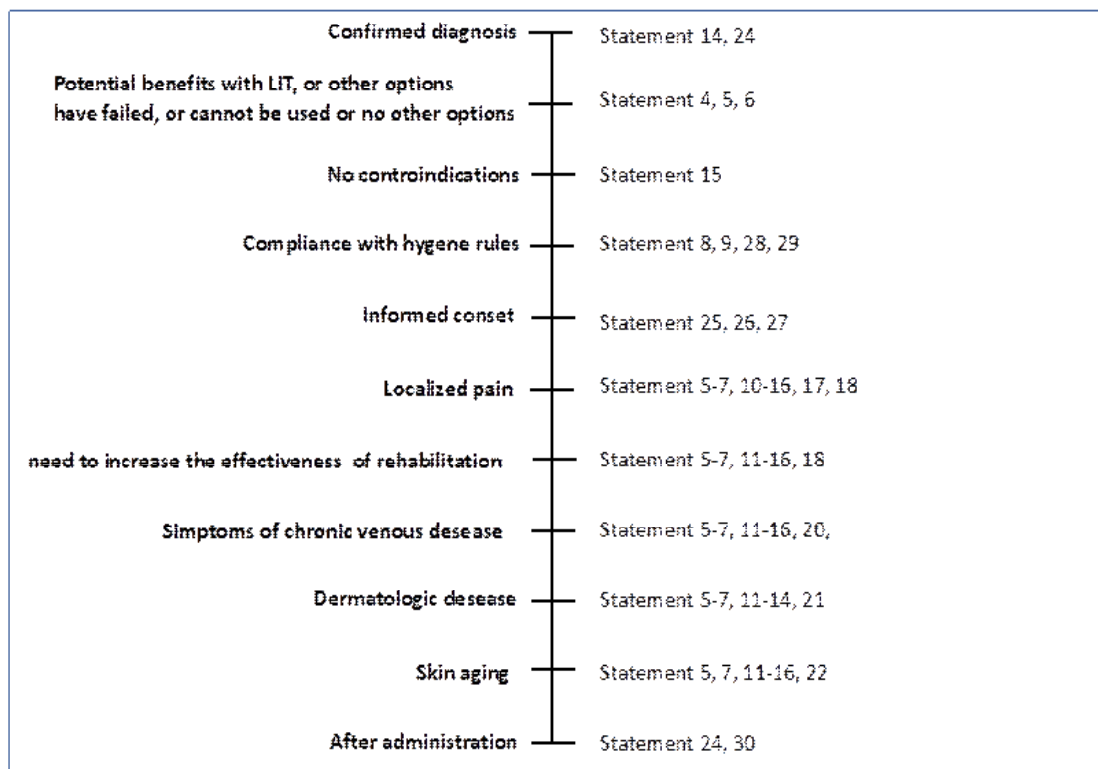 Confirmed diagnosis Statement 14, 24
Potential benefits with LIT, or other options
have failed, or cannot be used or no other options Statement 4, 5, 6
No controindications Statement 15
Compliance with hygene rules Statement 8, 9, 28, 29
Informed conset Statement 25, 26, 27
Localized pain Statement 5-7, 10-16, 17, 18
need to increase the effectiveness of rehabilitation Statement 5-7, 11-16, 18
Simptoms of chronic venous desease Statement 5-7, 11-16, 20,
Dermatologic desease Statement 5-7, 11-14, 21
Skin aging Statement 5, 7, 11-16, 22
After administration Statement 24, 30